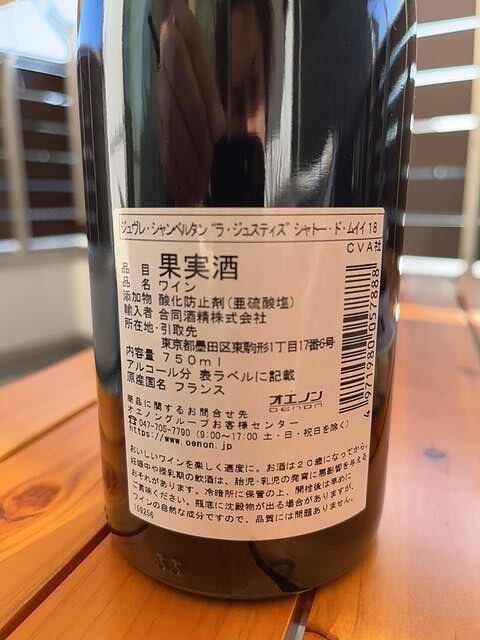 ジュヴレ・シャンベルタン "ラ・ジュスティズ" シャトー・ド・ムイイ 18
CVA社
品目 果実酒
品名 ワイン
添加物 酸化防止剤(亜硫酸塩)
輸入者 合同酒精株式会社
所在地・引取先
東京都墨田区東駒形1丁目17番6号
内容量 750ml
アルコール分 表ラベルに記載
原産国名 フランス
オエノン
OENON
4971980057888
商品に関するお問合せ先
オエノングループお客様センター
☎047-705-7790 (9:00〜17:00 土・日・祝日を除く)
https://www.oenon.jp
おいしいワインを楽しく適度に。お酒は20歳になってから。
妊娠中や授乳期の飲酒は、胎児・乳児の発育に悪影響を与える
おそれがあります。冷暗所に保管の上、開栓後は早めに
ご賞味ください。瓶底に沈殿物が出る場合がありますが、
ワインの自然な成分ですので、品質には問題ありません。
169256